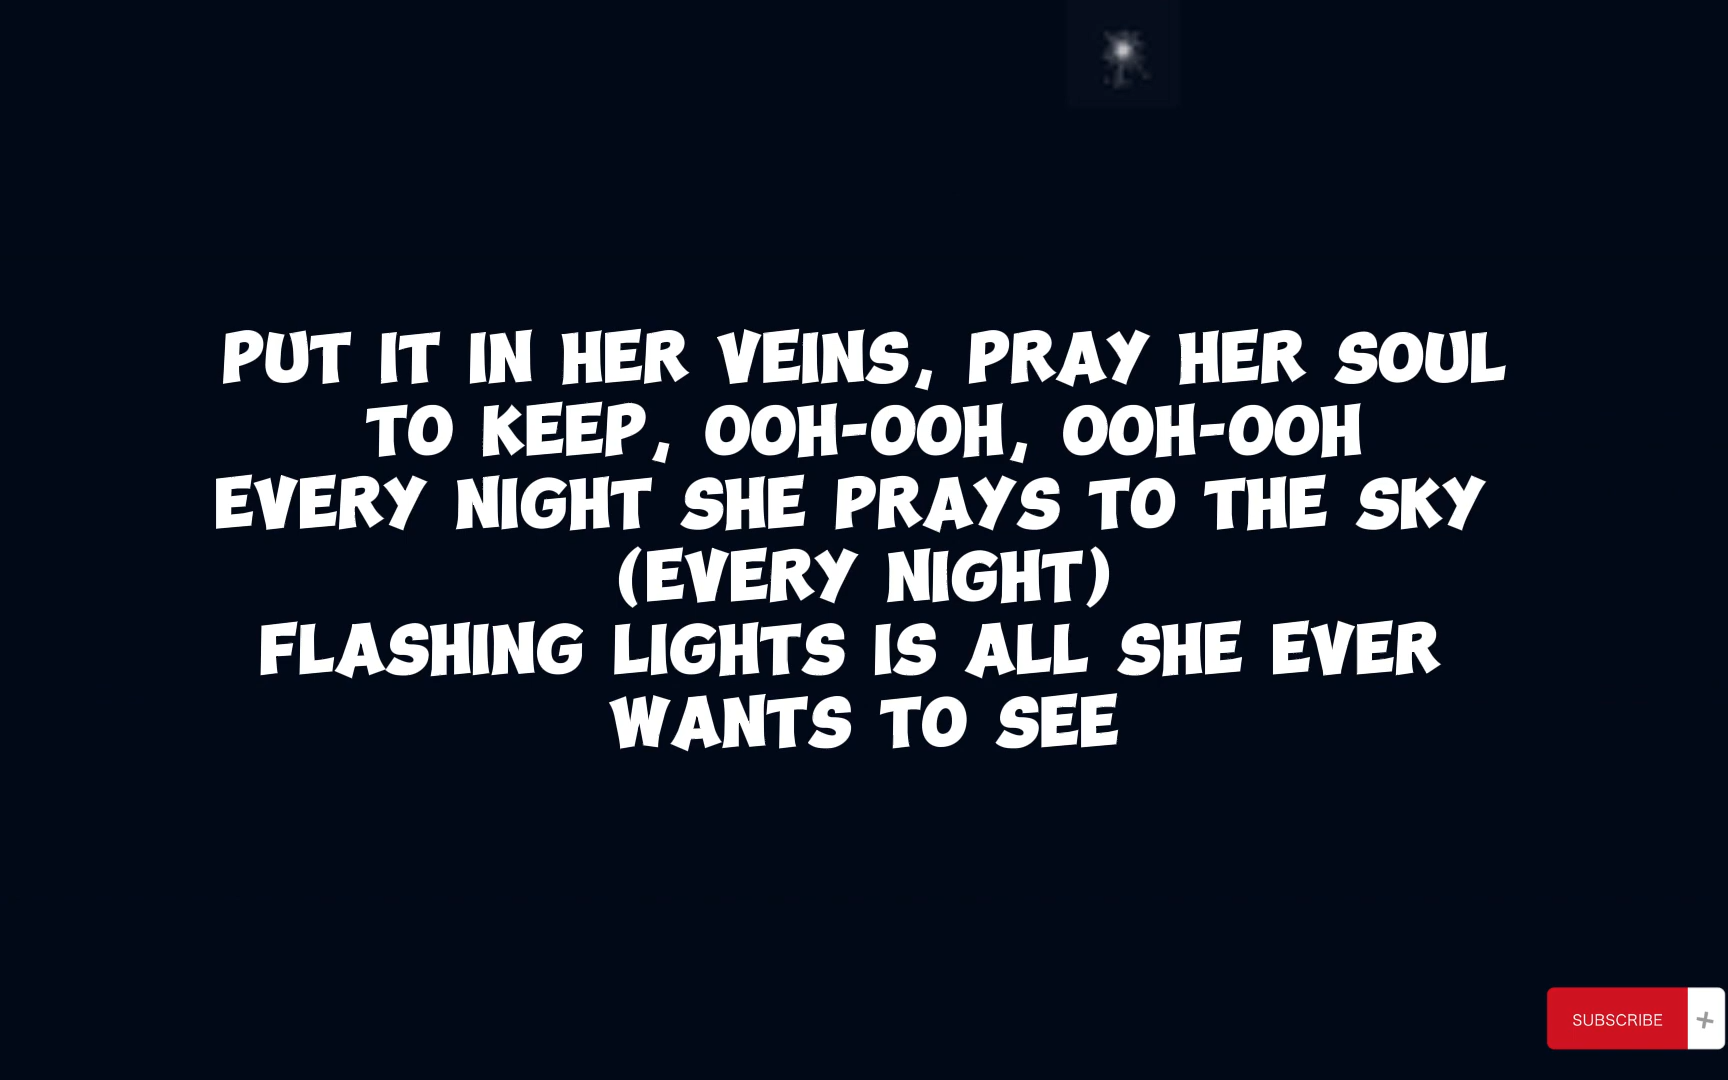 PUT IT IN HER VEINS, PRAY HER SOUL
TO KEEP, OOH-OOH, OOH-OOH
EVERY NIGHT SHE PRAYS TO THE SKY
(EVERY NIGHT)
FLASHING LIGHTS IS ALL SHE EVER
WANTS TO SEE
SUBSCRIBE +